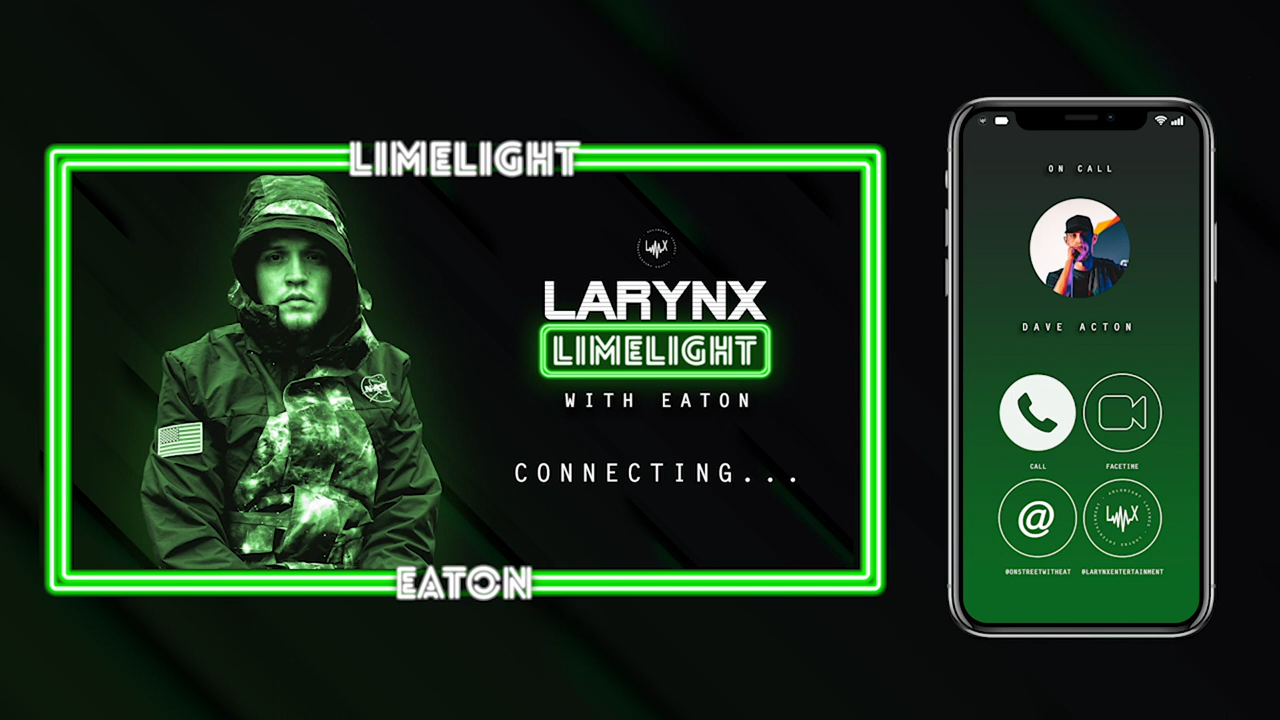 LIMELIGHT
LARYNX
LIMELIGHT
WITH EATON
CONNECTING...
EATON
ON CALL
DAVE ACTON
CALL
FACETIME
@
@ONSTREETWITHEAT
@LARYNXENTERTAINMENT